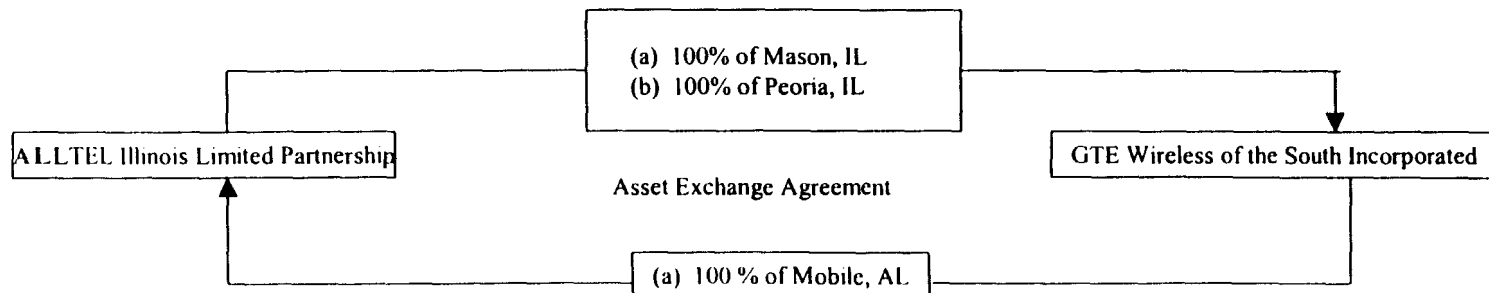 (a) 100% of Mason, IL
(b) 100% of Peoria, IL
ALLTEL Illinois Limited Partnership
GTE Wireless of the South Incorporated
Asset Exchange Agreement
(a) 100 % of Mobile, AL